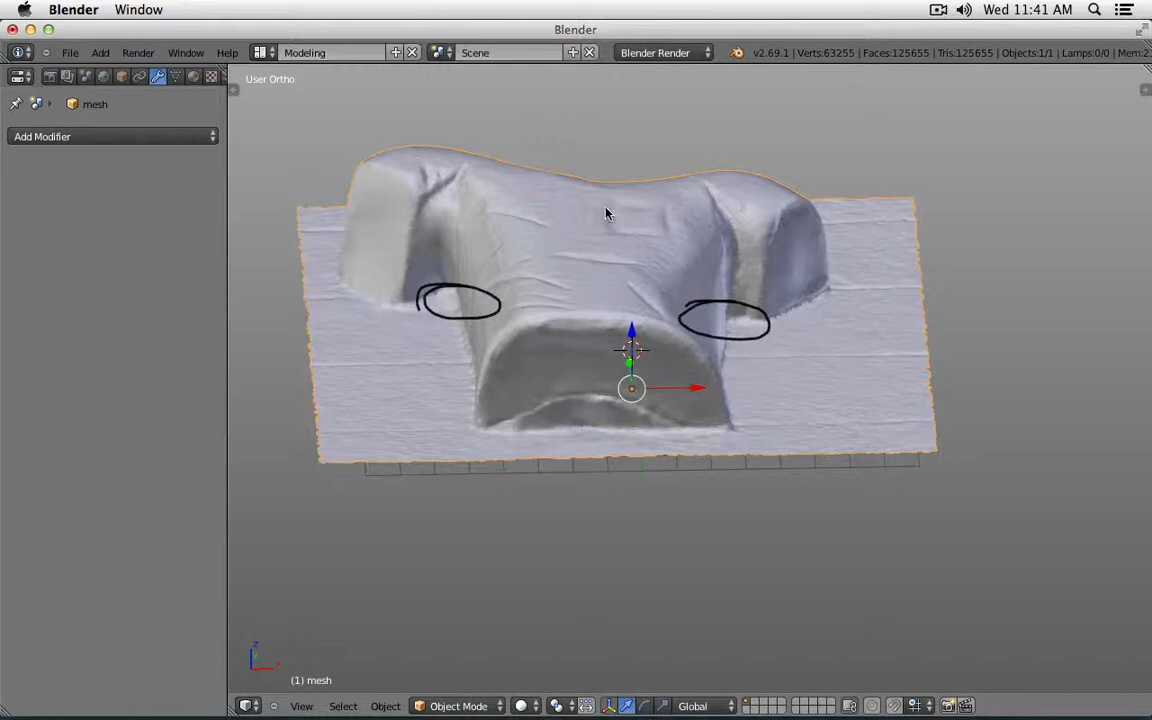 Blender Window Wed 11:41 AM
Blender
File Add Render Window Help Modeling Scene Blender Render v2.69.1 | Verts:63255 | Faces:125655 | Tris:125655 | Objects:1/1 | Lamps:0/0 | Mem:2
User Ortho
mesh
Add Modifier
z
y
x
(1) mesh
View Select Object Object Mode Global